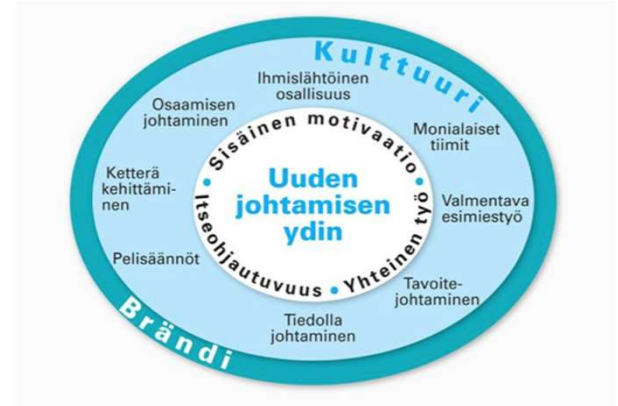 Kulttuuri
Ihmislähtöinen
osallisuus
Osaamisen
johtaminen
Monialaiset
tiimit
Sisäinen motivaatio •
Ketterä
kehittämi-
nen
Uuden
johtamisen
ydin
Valmentava
esimiestyö
Yhteinen työ •
Itseohjautuvuus •
Pelisäännöt
Tavoite-
johtaminen
Tiedolla
johtaminen
Brändi